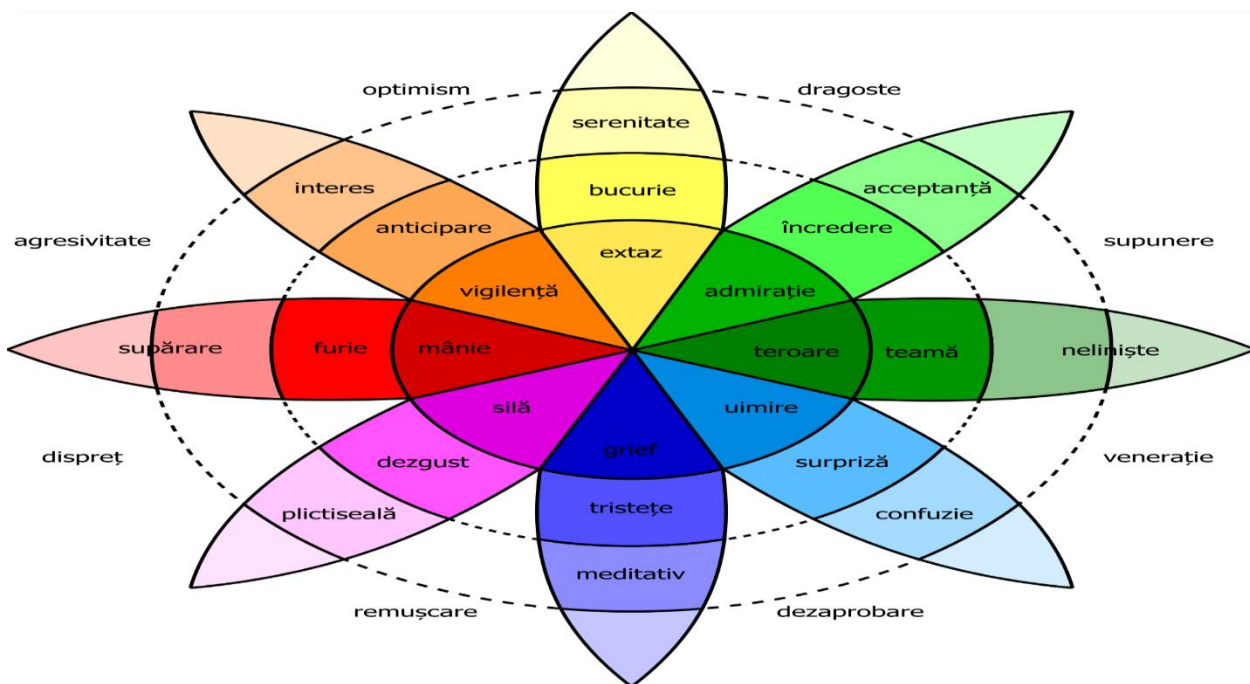 optimism
dragoste
serenitate
interes
bucurie
acceptanță
anticipare
încredere
agresivitate
extaz
supunere
vigilență
admirație
supărare
furie
mânie
teroare
teamă
neliniște
silă
uimire
dispreț
dezgust
grief
surpriză
venerație
plictiseală
tristețe
confuzie
meditativ
remușcare
dezaprobare